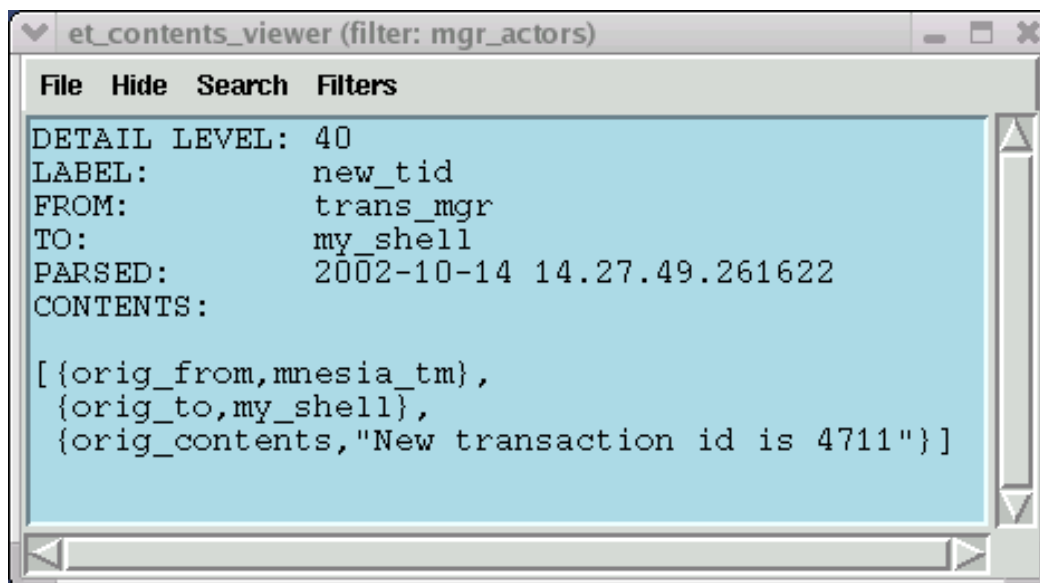 et_contents_viewer (filter: mgr_actors)
File Hide Search Filters
DETAIL LEVEL: 40
LABEL: new_tid
FROM: trans_mgr
TO: my_shell
PARSED: 2002-10-14 14.27.49.261622
CONTENTS:
[{orig_from,mnesia_tm},
{orig_to,my_shell},
{orig_contents,"New transaction id is 4711"}]